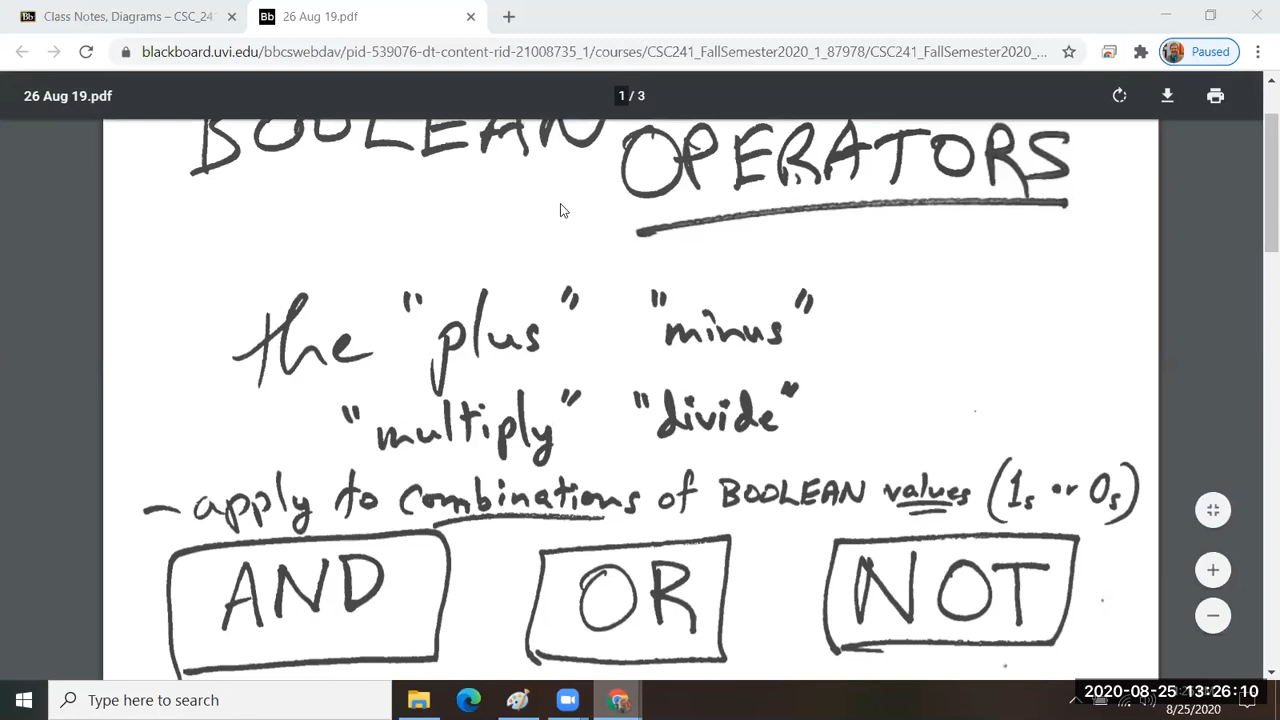 Class Notes, Diagrams – CSC_24
26 Aug 19.pdf
blackboard.uvi.edu/bbcswebdav/pid-539076-dt-content-rid-21008735_1/courses/CSC241_FallSemester2020_1_87978/CSC241_FallSemester2020_...
Paused
26 Aug 19.pdf
1 / 3
BOOLEAN OPERATORS
the "plus" "minus"
"multiply" "divide"
- apply to combinations of BOOLEAN values (1s or 0s)
AND OR NOT
Type here to search
2020-08-25 13:26:10
8/25/2020